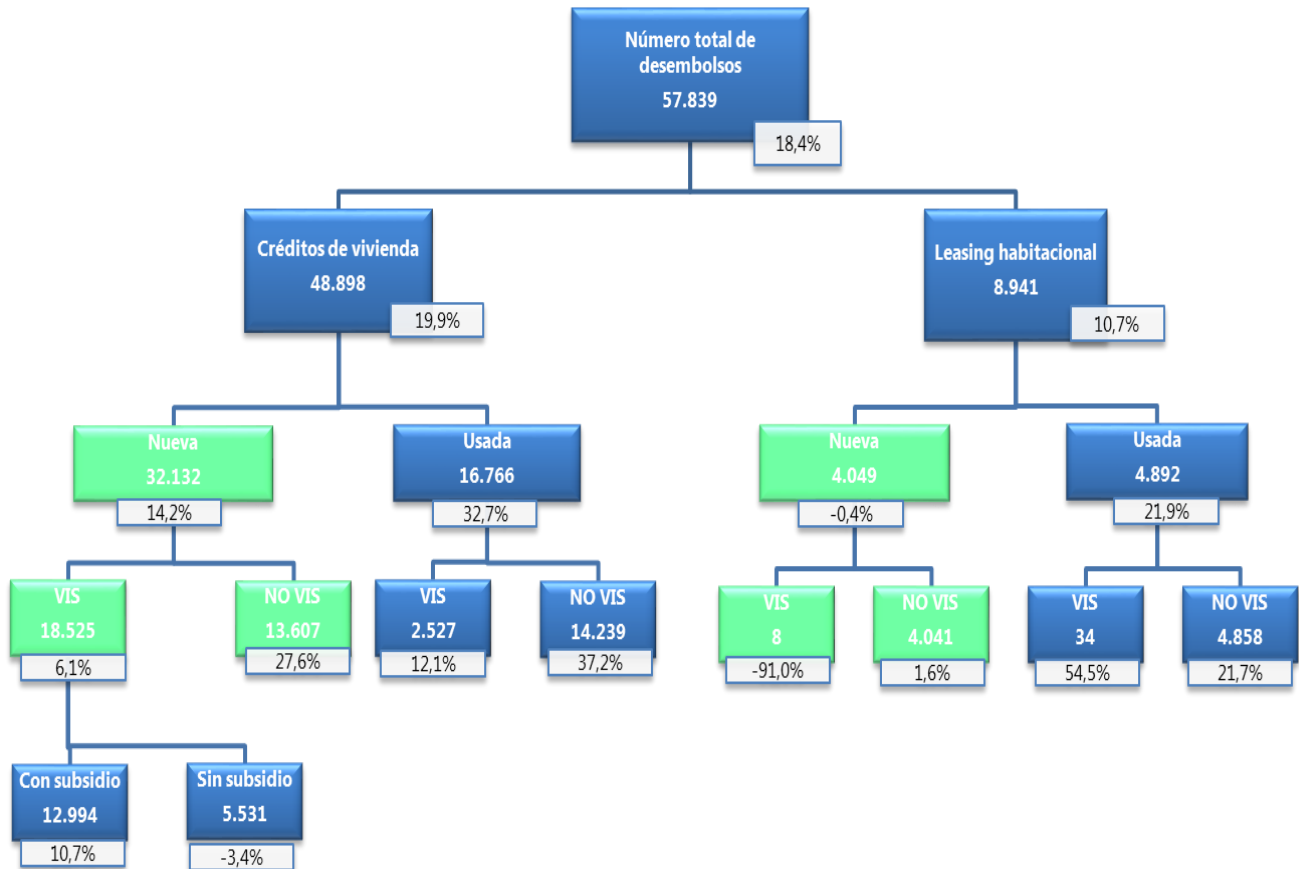 Número total de
desembolsos
57.839
18,4%
Créditos de vivienda
48.898
19,9%
Leasing habitacional
8.941
10,7%
Nueva
32.132
14,2%
Usada
16.766
32,7%
Nueva
4.049
-0,4%
Usada
4.892
21,9%
VIS
18.525
6,1%
NO VIS
13.607
27,6%
VIS
2.527
12,1%
NO VIS
14.239
37,2%
VIS
8
-91,0%
NO VIS
4.041
1,6%
VIS
34
54,5%
NO VIS
4.858
21,7%
Con subsidio
12.994
10,7%
Sin subsidio
5.531
-3,4%